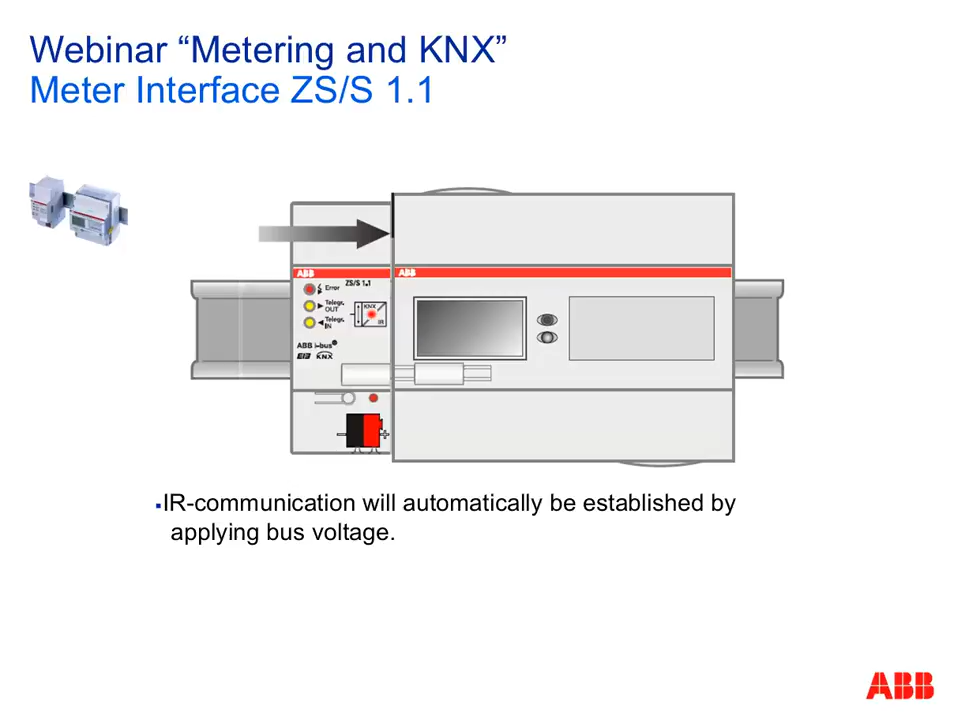 Webinar “Metering and KNX”
Meter Interface ZS/S 1.1
ABB
ABB
ZS/S 1.1
Error
Telegr.
OUT
KNX
Telegr.
IN
IR
ABB i-bus®
EIB KNX
▪IR-communication will automatically be established by
applying bus voltage.
ABB